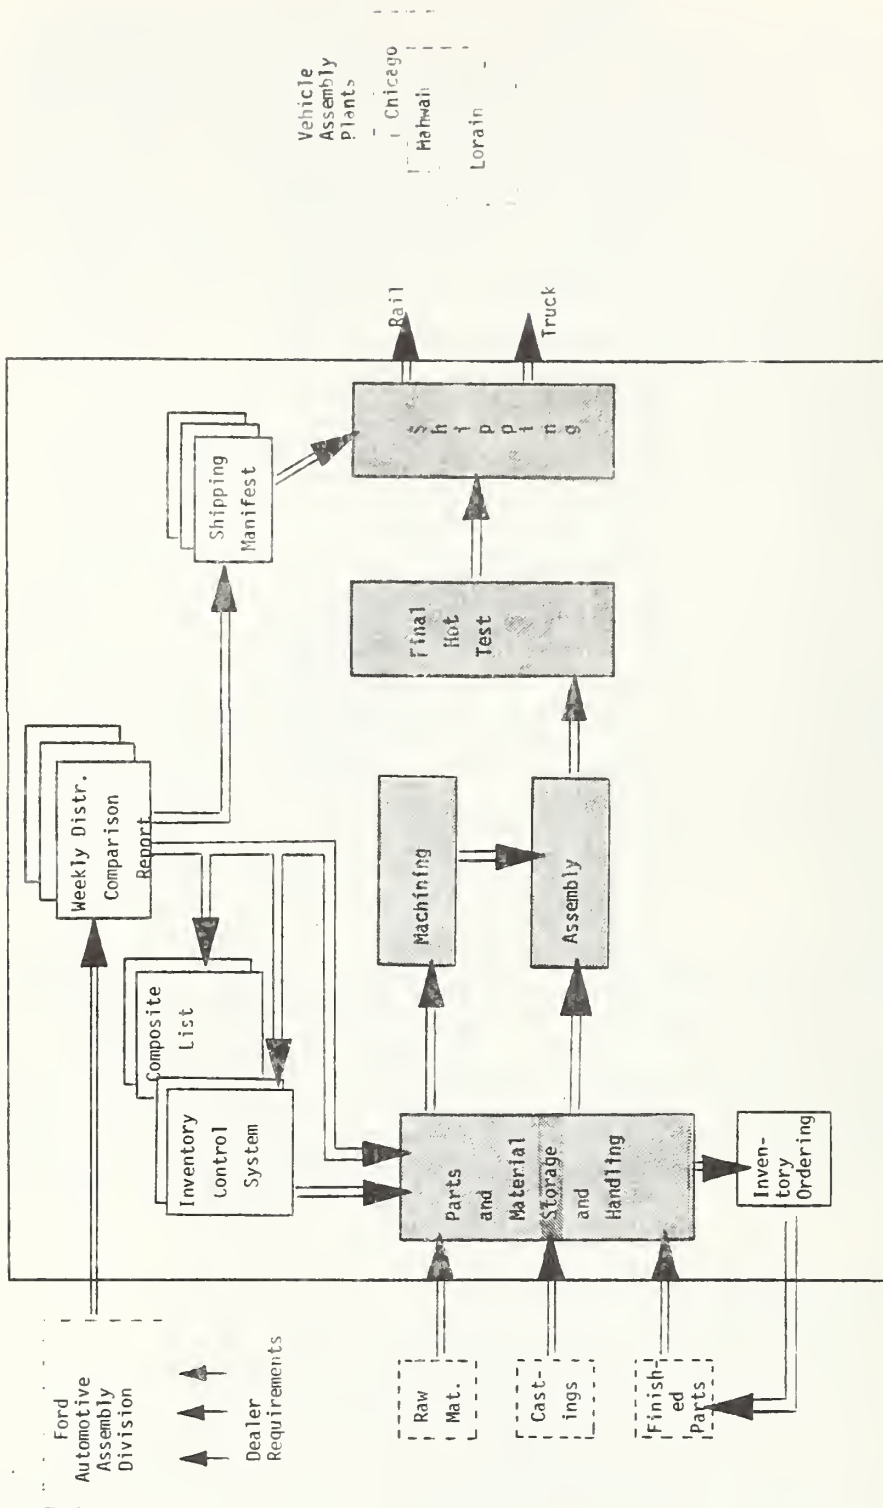 Ford
Automotive
Assembly
Division
Dealer
Requirements
Weekly Distr.
Comparison
Report
Composite
List
Inventory
Control
System
Shipping
Manifest
Raw
Mat.
Cast-
ings
Finish-
ed
Parts
Parts
and
Material
Storage
and
Handling
Inven-
tory
Ordering
Machining
Assembly
Final
Hot
Test
Shipping
Rail
Truck
Vehicle
Assembly
Plants
Chicago
Mahwah
Lorain